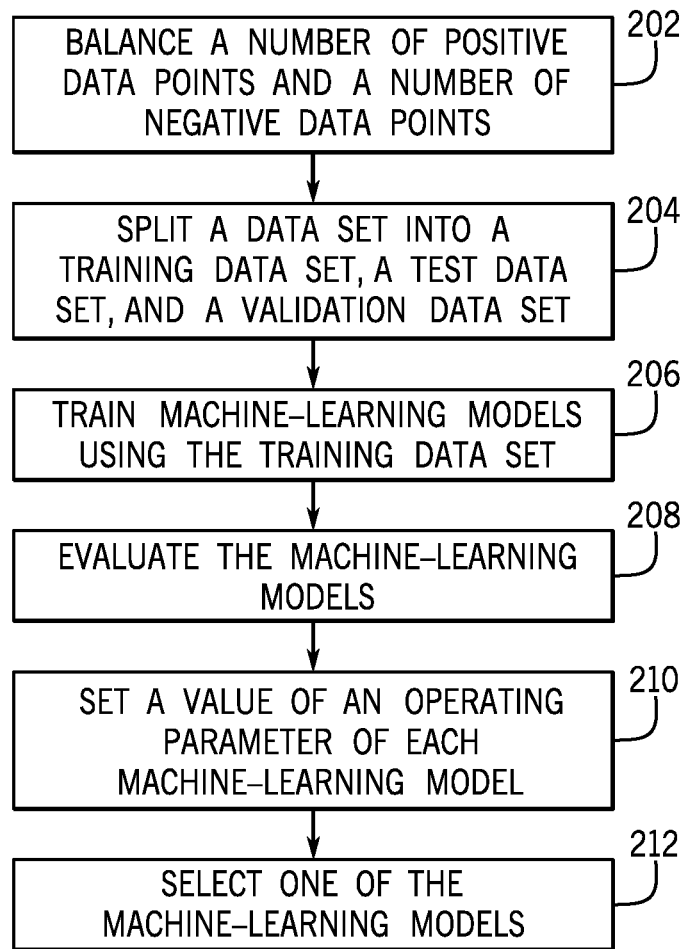 BALANCE A NUMBER OF POSITIVE
DATA POINTS AND A NUMBER OF
NEGATIVE DATA POINTS
202
SPLIT A DATA SET INTO A
TRAINING DATA SET, A TEST DATA
SET, AND A VALIDATION DATA SET
204
TRAIN MACHINE–LEARNING MODELS
USING THE TRAINING DATA SET
206
EVALUATE THE MACHINE–LEARNING
MODELS
208
SET A VALUE OF AN OPERATING
PARAMETER OF EACH
MACHINE–LEARNING MODEL
210
SELECT ONE OF THE
MACHINE–LEARNING MODELS
212